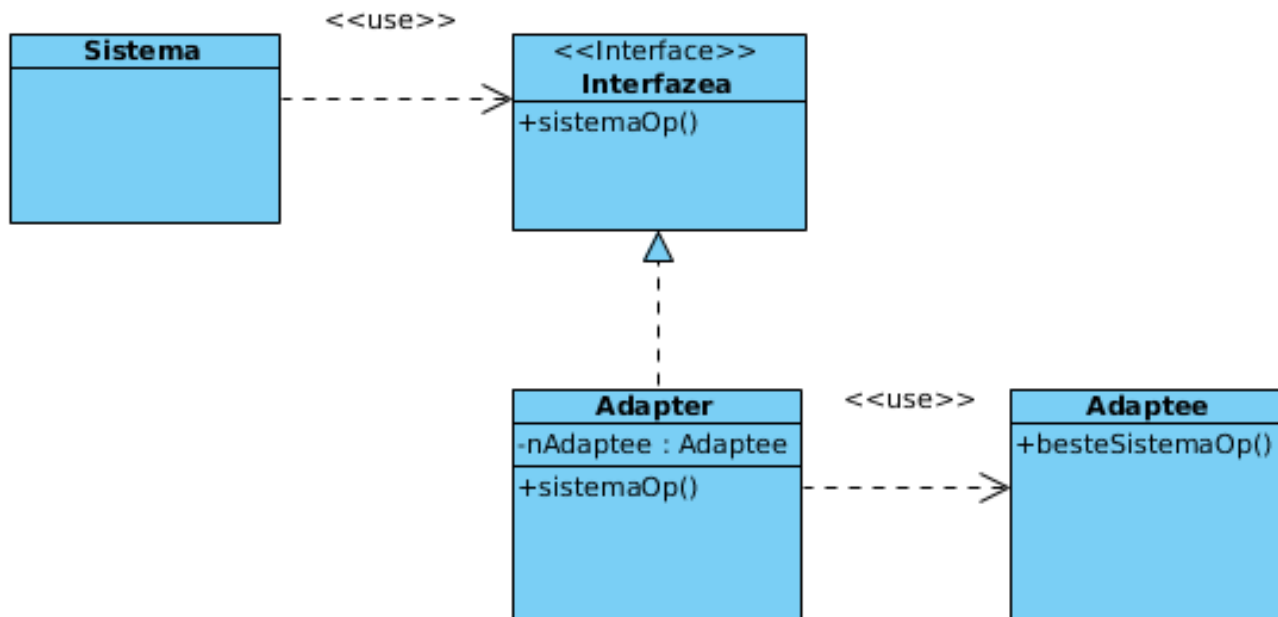 <<use>>
Sistema
<<Interface>>
Interfazea
+sistemaOp()
Adapter
-nAdaptee : Adaptee
+sistemaOp()
<<use>>
Adaptee
+besteSistemaOp()